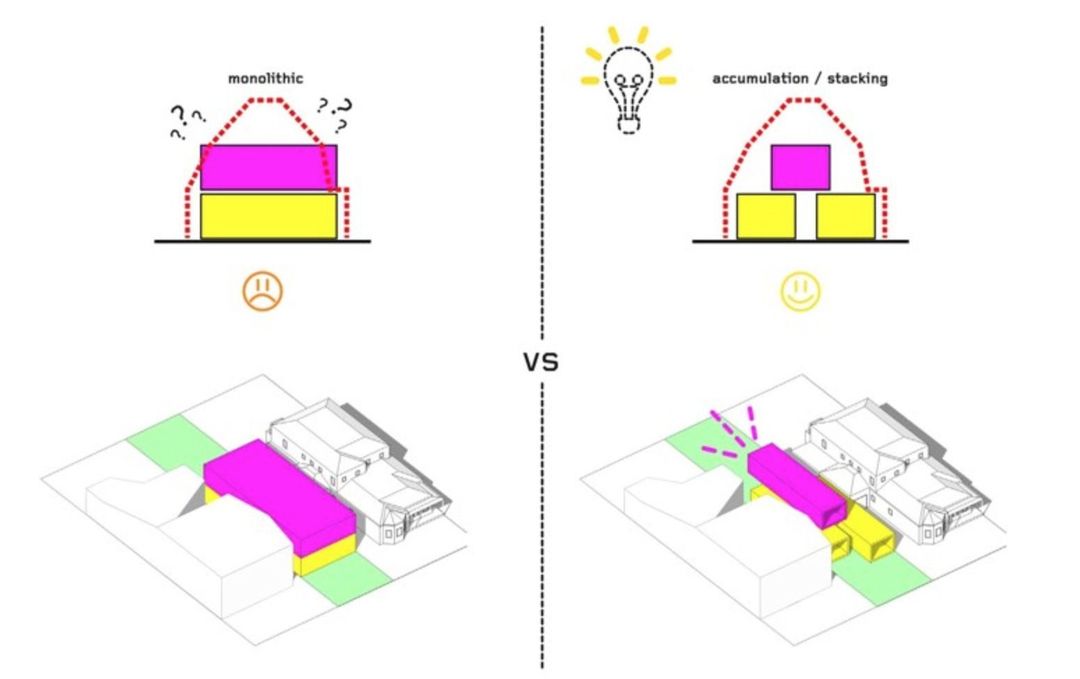 monolithic
? ? ?
? ? ?
accumulation / stacking
VS